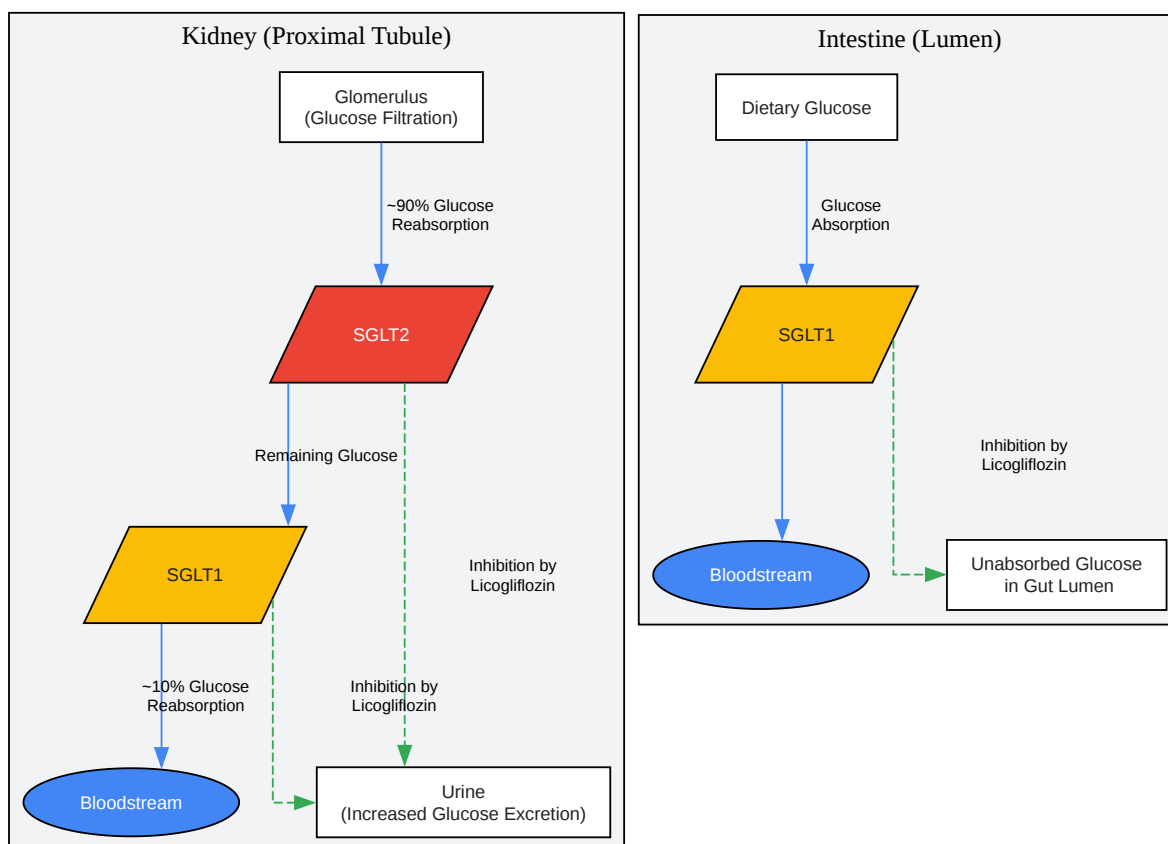 Kidney (Proximal Tubule)
Glomerulus
(Glucose Filtration)
~90% Glucose
Reabsorption
SGLT2
Remaining Glucose
SGLT1
Inhibition by
Licogliflozin
~10% Glucose
Reabsorption
Inhibition by
Licogliflozin
Bloodstream
Urine
(Increased Glucose Excretion)
Intestine (Lumen)
Dietary Glucose
Glucose
Absorption
SGLT1
Inhibition by
Licogliflozin
Bloodstream
Unabsorbed Glucose
in Gut Lumen